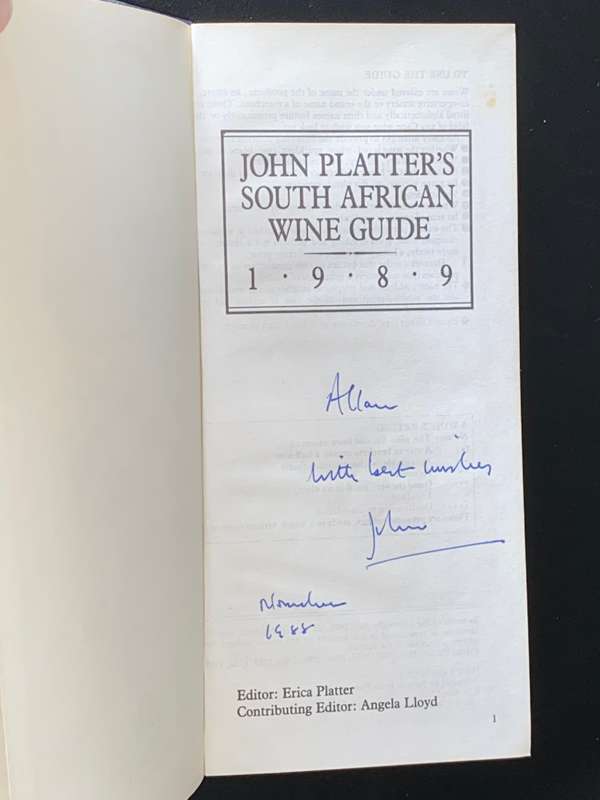 JOHN PLATTER'S
SOUTH AFRICAN
WINE GUIDE
1 · 9 · 8 · 9
Allan
with best wishes
John
November
1988
Editor: Erica Platter
Contributing Editor: Angela Lloyd
1